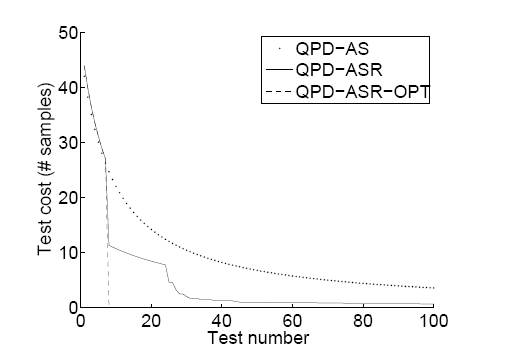 50
40
30
20
10
0
Test cost (# samples)
QPD-AS
QPD-ASR
QPD-ASR-OPT
0 20 40 60 80 100
Test number